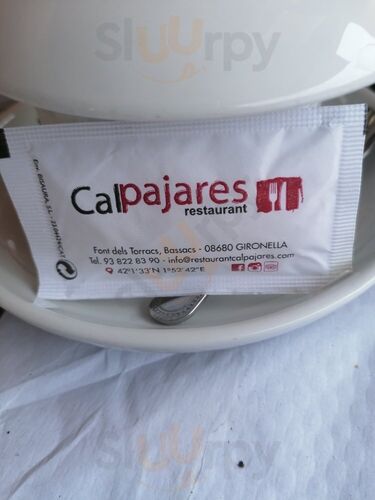 Sluurpy
Calpajares
restaurant
Font dels Torracs, Bassacs - 08680 GIRONELLA
Tel. 93 822 83 90 - info@restaurantcalpajares.com
42°1'33"N 1°52'42"E
Sluurpy